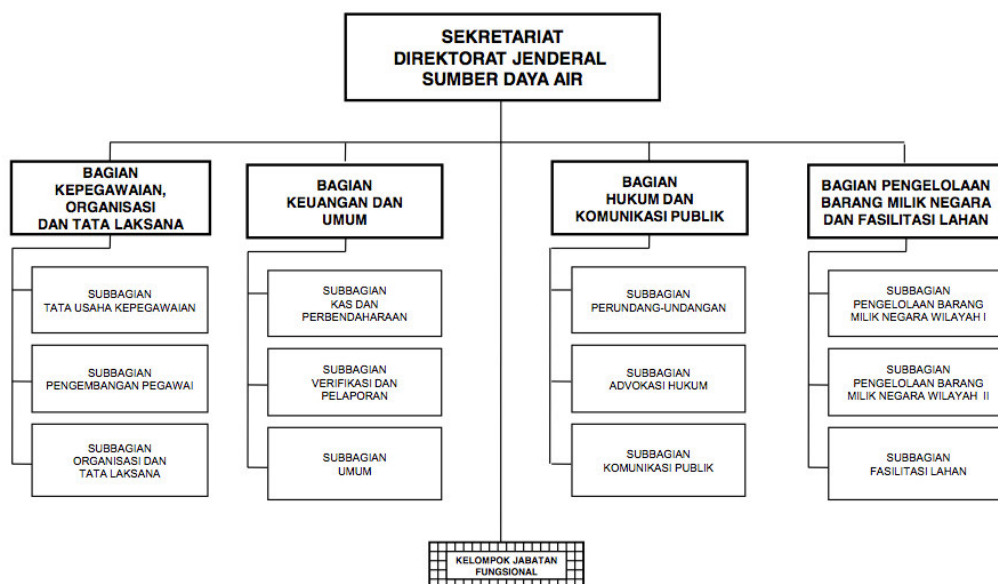 SEKRETARIAT
DIREKTORAT JENDERAL
SUMBER DAYA AIR
BAGIAN
KEPEGAWAIAN,
ORGANISASI
DAN TATA LAKSANA
SUBBAGIAN
TATA USAHA KEPEGAWAIAN
SUBBAGIAN
PENGEMBANGAN PEGAWAI
SUBBAGIAN
ORGANISASI DAN
TATA LAKSANA
BAGIAN
KEUANGAN DAN
UMUM
SUBBAGIAN
KAS DAN
PERBENDAHARAAN
SUBBAGIAN
VERIFIKASI DAN
PELAPORAN
SUBBAGIAN
UMUM
BAGIAN
HUKUM DAN
KOMUNIKASI PUBLIK
SUBBAGIAN
PERUNDANG-UNDANGAN
SUBBAGIAN
ADVOKASI HUKUM
SUBBAGIAN
KOMUNIKASI PUBLIK
BAGIAN PENGELOLAAN
BARANG MILIK NEGARA
DAN FASILITASI LAHAN
SUBBAGIAN
PENGELOLAAN BARANG
MILIK NEGARA WILAYAH I
SUBBAGIAN
PENGELOLAAN BARANG
MILIK NEGARA WILAYAH II
SUBBAGIAN
FASILITASI LAHAN
KELOMPOK JABATAN
FUNGSIONAL